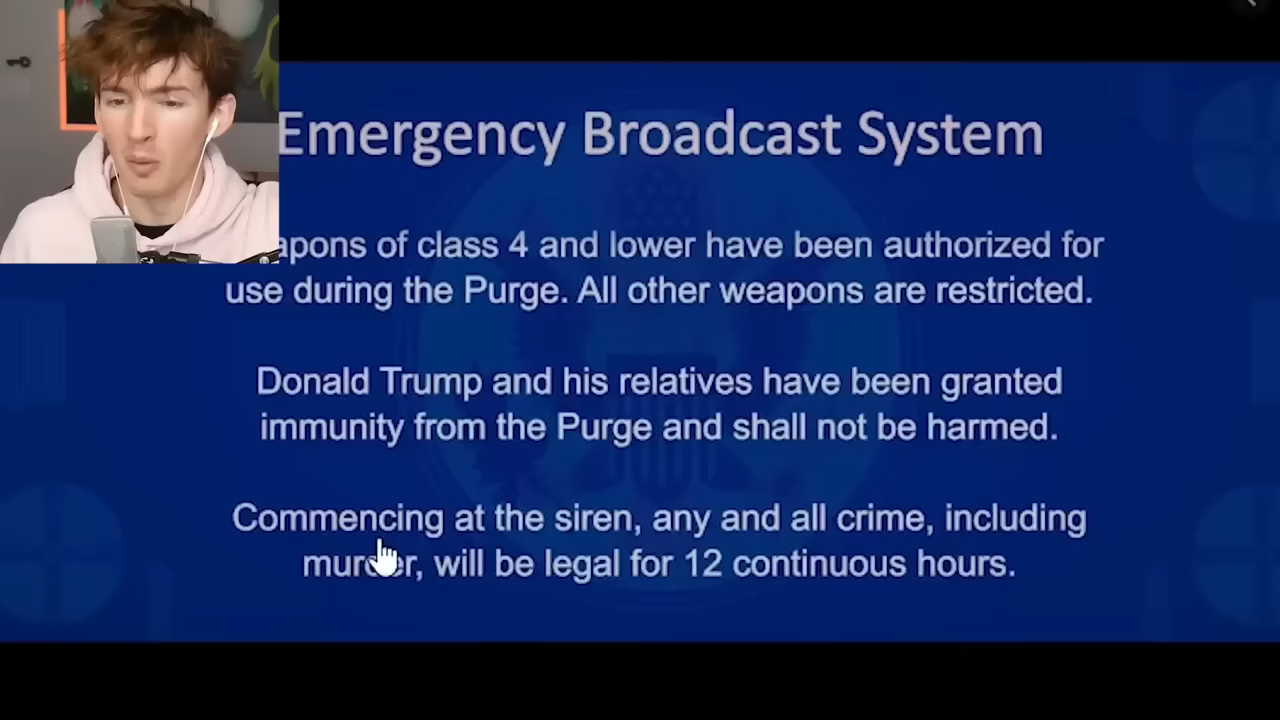 Emergency Broadcast System
apons of class 4 and lower have been authorized for
use during the Purge. All other weapons are restricted.
Donald Trump and his relatives have been granted
immunity from the Purge and shall not be harmed.
Commencing at the siren, any and all crime, including
murder, will be legal for 12 continuous hours.